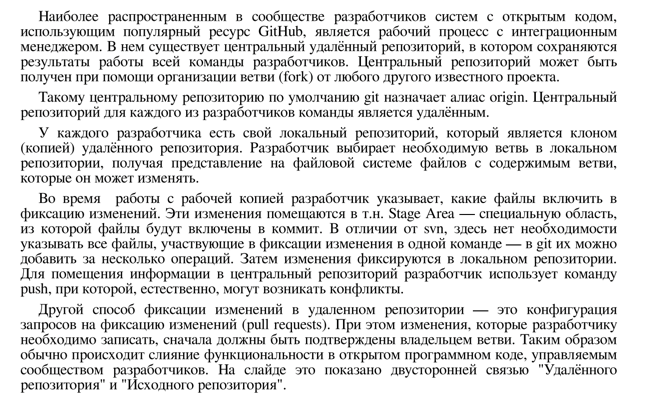 Наиболее распространенным в сообществе разработчиков систем с открытым кодом,
использующим популярный ресурс GitHub, является рабочий процесс с интеграционным
менеджером. В нем существует центральный удалённый репозиторий, в котором сохраняются
результаты работы всей команды разработчиков. Центральный репозиторий может быть
получен при помощи организации ветви (fork) от любого другого известного проекта.
Такому центральному репозиторию по умолчанию git назначает алиас origin. Центральный
репозиторий для каждого из разработчиков команды является удалённым.
У каждого разработчика есть свой локальный репозиторий, который является клоном
(копией) удалённого репозитория. Разработчик выбирает необходимую ветвь в локальном
репозитории, получая представление на файловой системе файлов с содержимым ветви,
которые он может изменять.
Во время работы с рабочей копией разработчик указывает, какие файлы включить в
фиксацию изменений. Эти изменения помещаются в т.н. Stage Area — специальную область,
из которой файлы будут включены в коммит. В отличии от svn, здесь нет необходимости
указывать все файлы, участвующие в фиксации изменения в одной команде — в git их можно
добавить за несколько операций. Затем изменения фиксируются в локальном репозитории.
Для помещения информации в центральный репозиторий разработчик использует команду
push, при которой, естественно, могут возникать конфликты.
Другой способ фиксации изменений в удаленном репозитории — это конфигурация
запросов на фиксацию изменений (pull requests). При этом изменения, которые разработчику
необходимо записать, сначала должны быть подтверждены владельцем ветви. Таким образом
обычно происходит слияние функциональности в открытом программном коде, управляемым
сообществом разработчиков. На слайде это показано двусторонней связью "Удалённого
репозитория" и "Исходного репозитория".